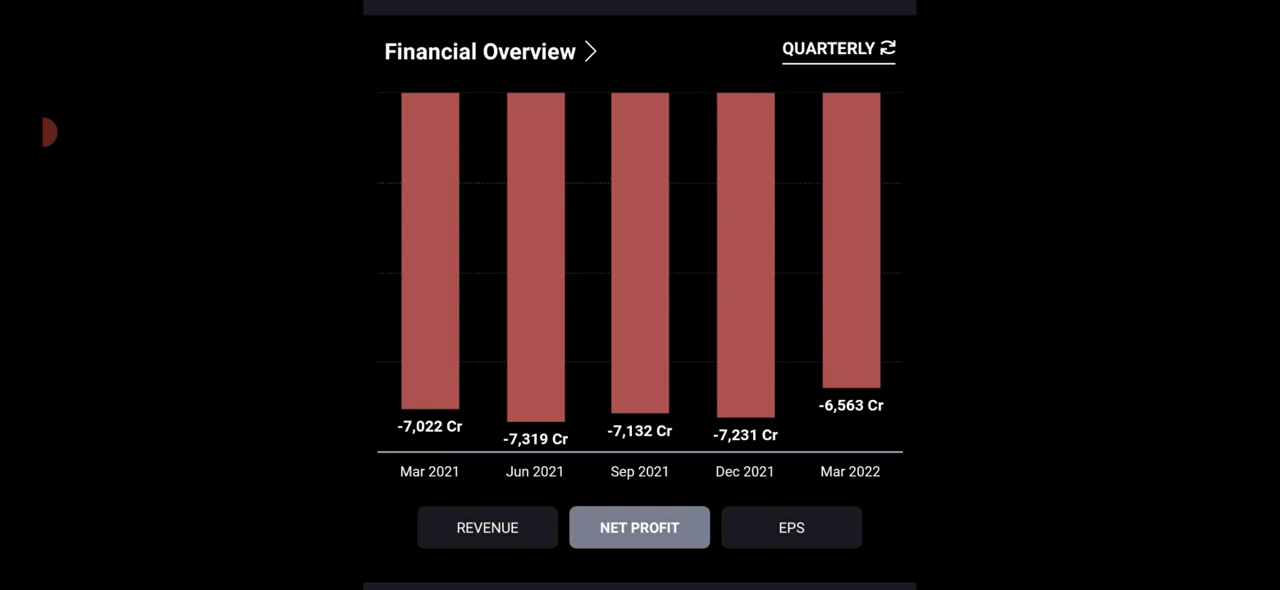 Financial Overview
QUARTERLY
-7,022 Cr
-7,319 Cr
-7,132 Cr
-7,231 Cr
-6,563 Cr
Mar 2021
Jun 2021
Sep 2021
Dec 2021
Mar 2022
REVENUE
NET PROFIT
EPS